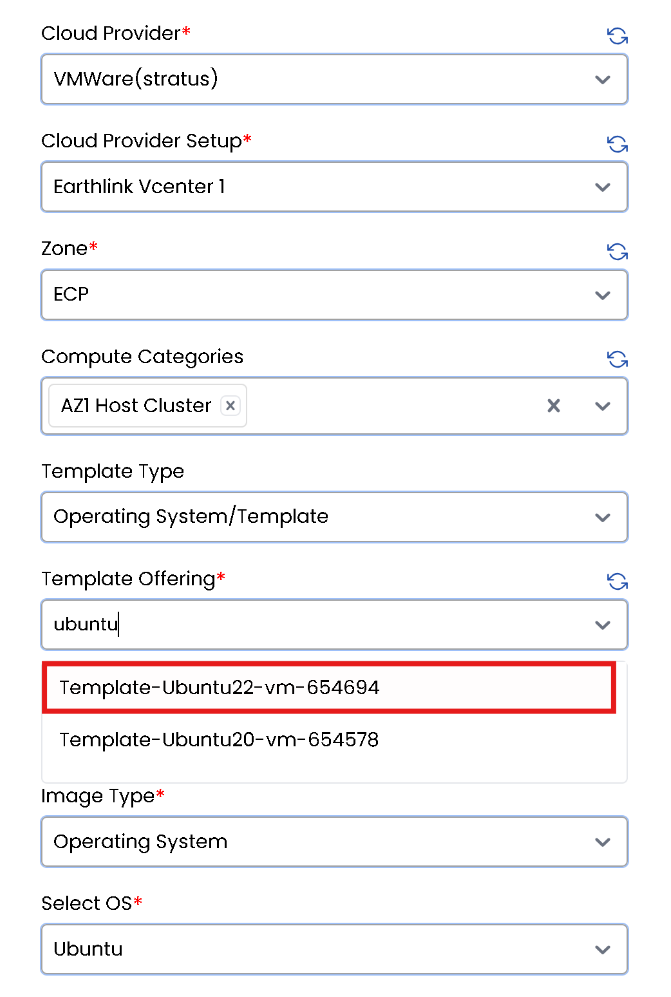 Cloud Provider*
VMWare(stratus)
Cloud Provider Setup*
Earthlink Vcenter 1
Zone*
ECP
Compute Categories
AZ1 Host Cluster
Template Type
Operating System/Template
Template Offering*
ubuntu
Template-Ubuntu22-vm-654694
Template-Ubuntu20-vm-654578
Image Type*
Operating System
Select OS*
Ubuntu